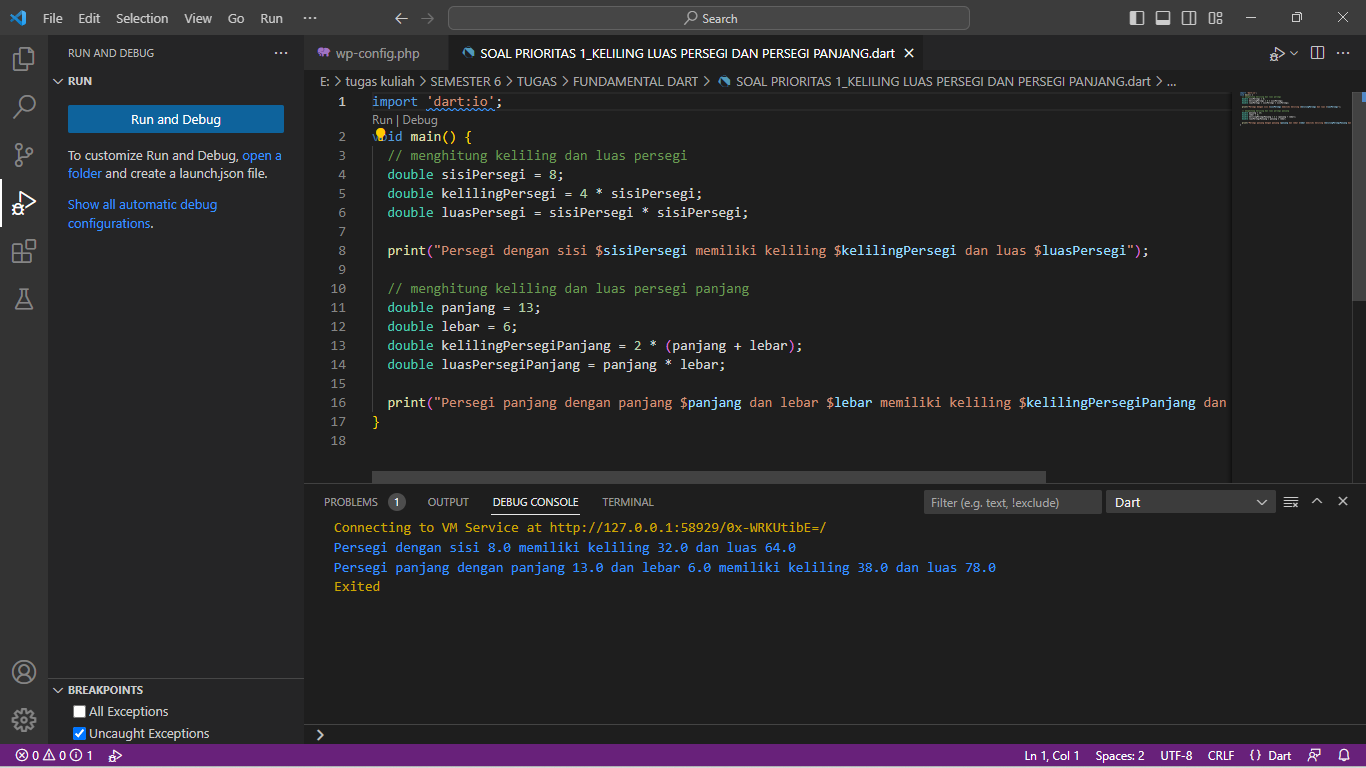 File Edit Selection View Go Run ··· Search
RUN AND DEBUG ···
RUN
Run and Debug
To customize Run and Debug, open a
folder and create a launch.json file.
Show all automatic debug
configurations.
BREAKPOINTS
All Exceptions
Uncaught Exceptions
wp-config.php SOAL PRIORITAS 1_KELILING LUAS PERSEGI DAN PERSEGI PANJANG.dart
E: > tugas kuliah > SEMESTER 6 > TUGAS > FUNDAMENTAL DART > SOAL PRIORITAS 1_KELILING LUAS PERSEGI DAN PERSEGI PANJANG.dart > ...
1 import 'dart:io';
Run | Debug
2 void main() {
3 // menghitung keliling dan luas persegi
4 double sisiPersegi = 8;
5 double kelilingPersegi = 4 * sisiPersegi;
6 double luasPersegi = sisiPersegi * sisiPersegi;
7
8 print("Persegi dengan sisi $sisiPersegi memiliki keliling $kelilingPersegi dan luas $luasPersegi");
9
10 // menghitung keliling dan luas persegi panjang
11 double panjang = 13;
12 double lebar = 6;
13 double kelilingPersegiPanjang = 2 * (panjang + lebar);
14 double luasPersegiPanjang = panjang * lebar;
15
16 print("Persegi panjang dengan panjang $panjang dan lebar $lebar memiliki keliling $kelilingPersegiPanjang dan
17 }
18
PROBLEMS 1 OUTPUT DEBUG CONSOLE TERMINAL Filter (e.g. text, !exclude) Dart
Connecting to VM Service at http://127.0.0.1:58929/0x-WRKUtibE=/
Persegi dengan sisi 8.0 memiliki keliling 32.0 dan luas 64.0
Persegi panjang dengan panjang 13.0 dan lebar 6.0 memiliki keliling 38.0 dan luas 78.0
Exited
0 0 1 Ln 1, Col 1 Spaces: 2 UTF-8 CRLF {} Dart